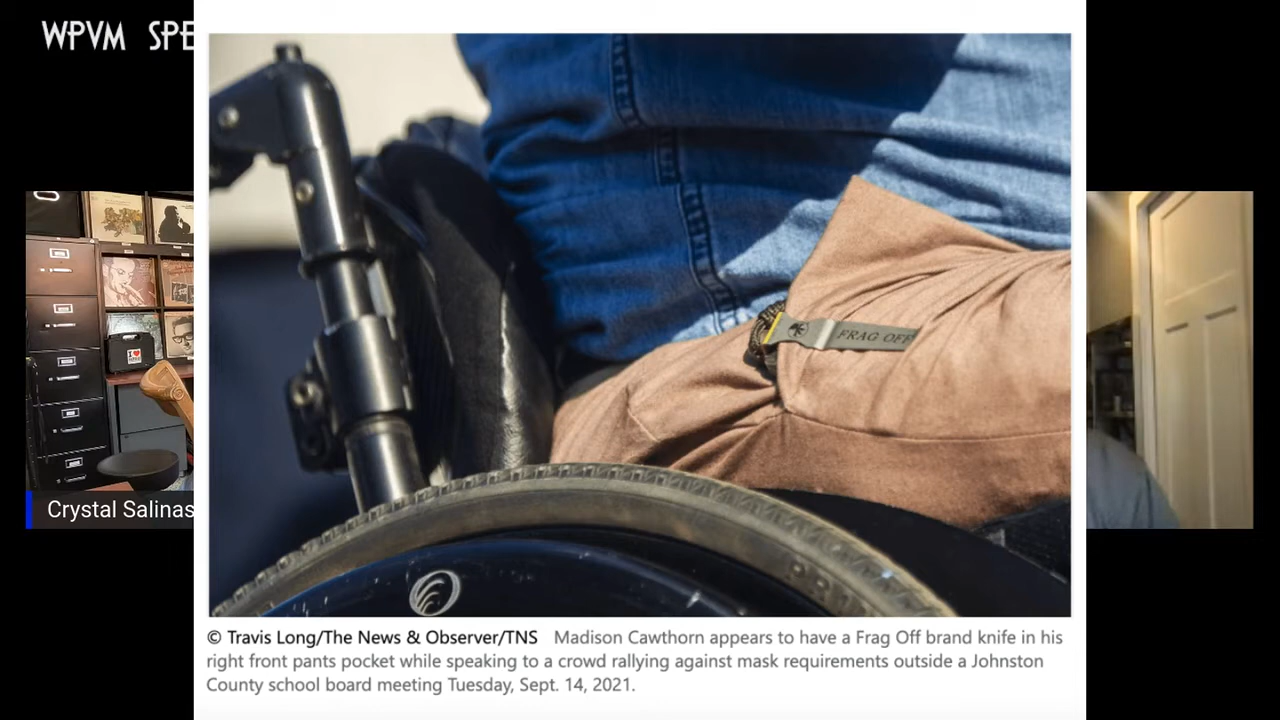 WPVM SPE
I
FRAG OFF
Crystal Salinas
© Travis Long/The News & Observer/TNS Madison Cawthorn appears to have a Frag Off brand knife in his
right front pants pocket while speaking to a crowd rallying against mask requirements outside a Johnston
County school board meeting Tuesday, Sept. 14, 2021.